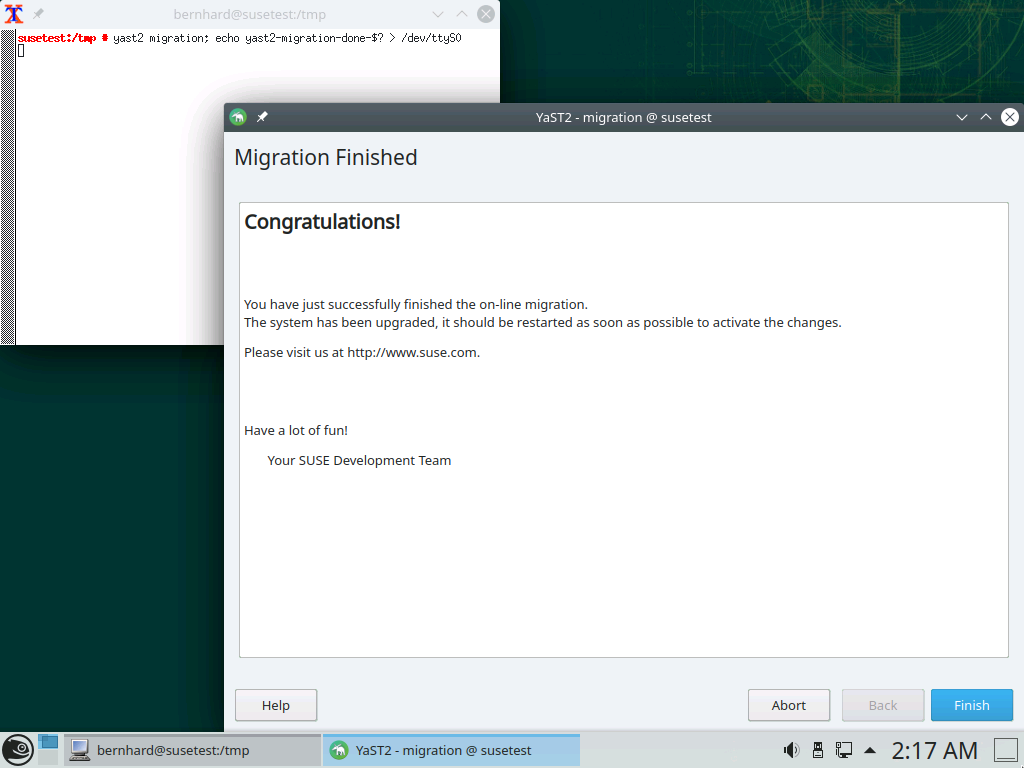 bernhard@susetest:/tmp
susetest:/tmp # yast2 migration; echo yast2-migration-done-$? > /dev/ttyS0
YaST2 - migration @ susetest
Migration Finished
Congratulations!
You have just successfully finished the on-line migration.
The system has been upgraded, it should be restarted as soon as possible to activate the changes.
Please visit us at http://www.suse.com.
Have a lot of fun!
Your SUSE Development Team
Help
Abort
Back
Finish
bernhard@susetest:/tmp
YaST2 - migration @ susetest
2:17 AM